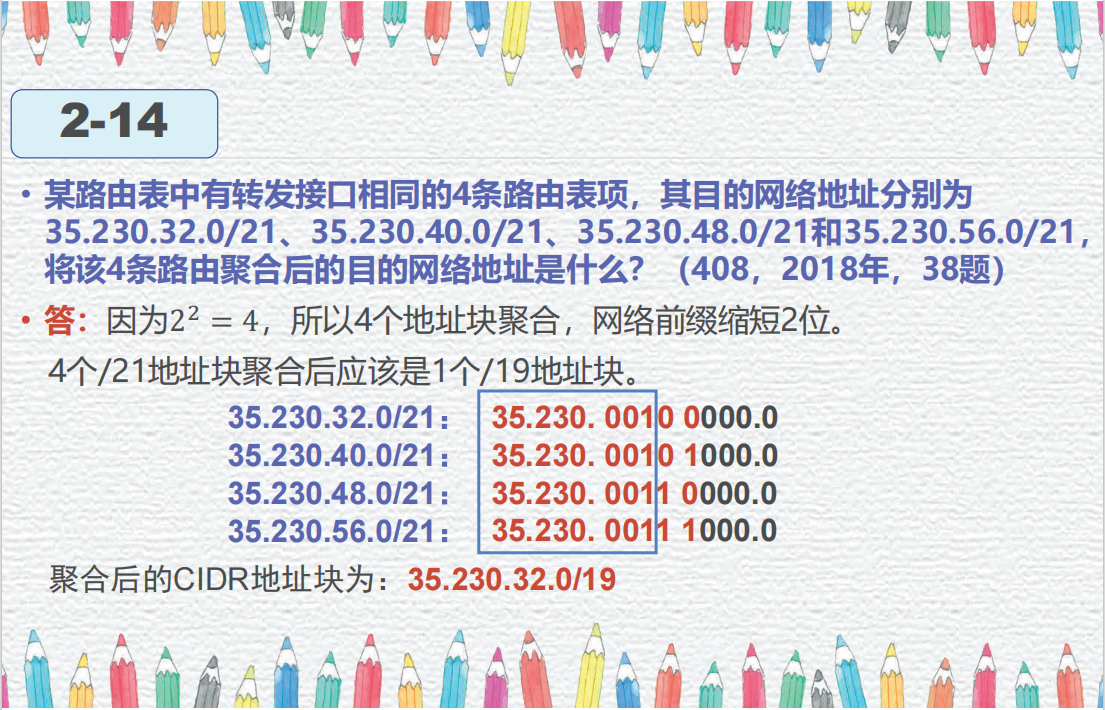 2-14
• 某路由表中有转发接口相同的4条路由表项，其目的网络地址分别为
35.230.32.0/21、35.230.40.0/21、35.230.48.0/21和35.230.56.0/21，
将该4条路由聚合后的目的网络地址是什么？（408，2018年，38题）
• 答：因为2² = 4，所以4个地址块聚合，网络前缀缩短2位。
4个/21地址块聚合后应该是1个/19地址块。
35.230.32.0/21： 35.230. 0010 0000.0
35.230.40.0/21： 35.230. 0010 1000.0
35.230.48.0/21： 35.230. 0011 0000.0
35.230.56.0/21： 35.230. 0011 1000.0
聚合后的CIDR地址块为：35.230.32.0/19